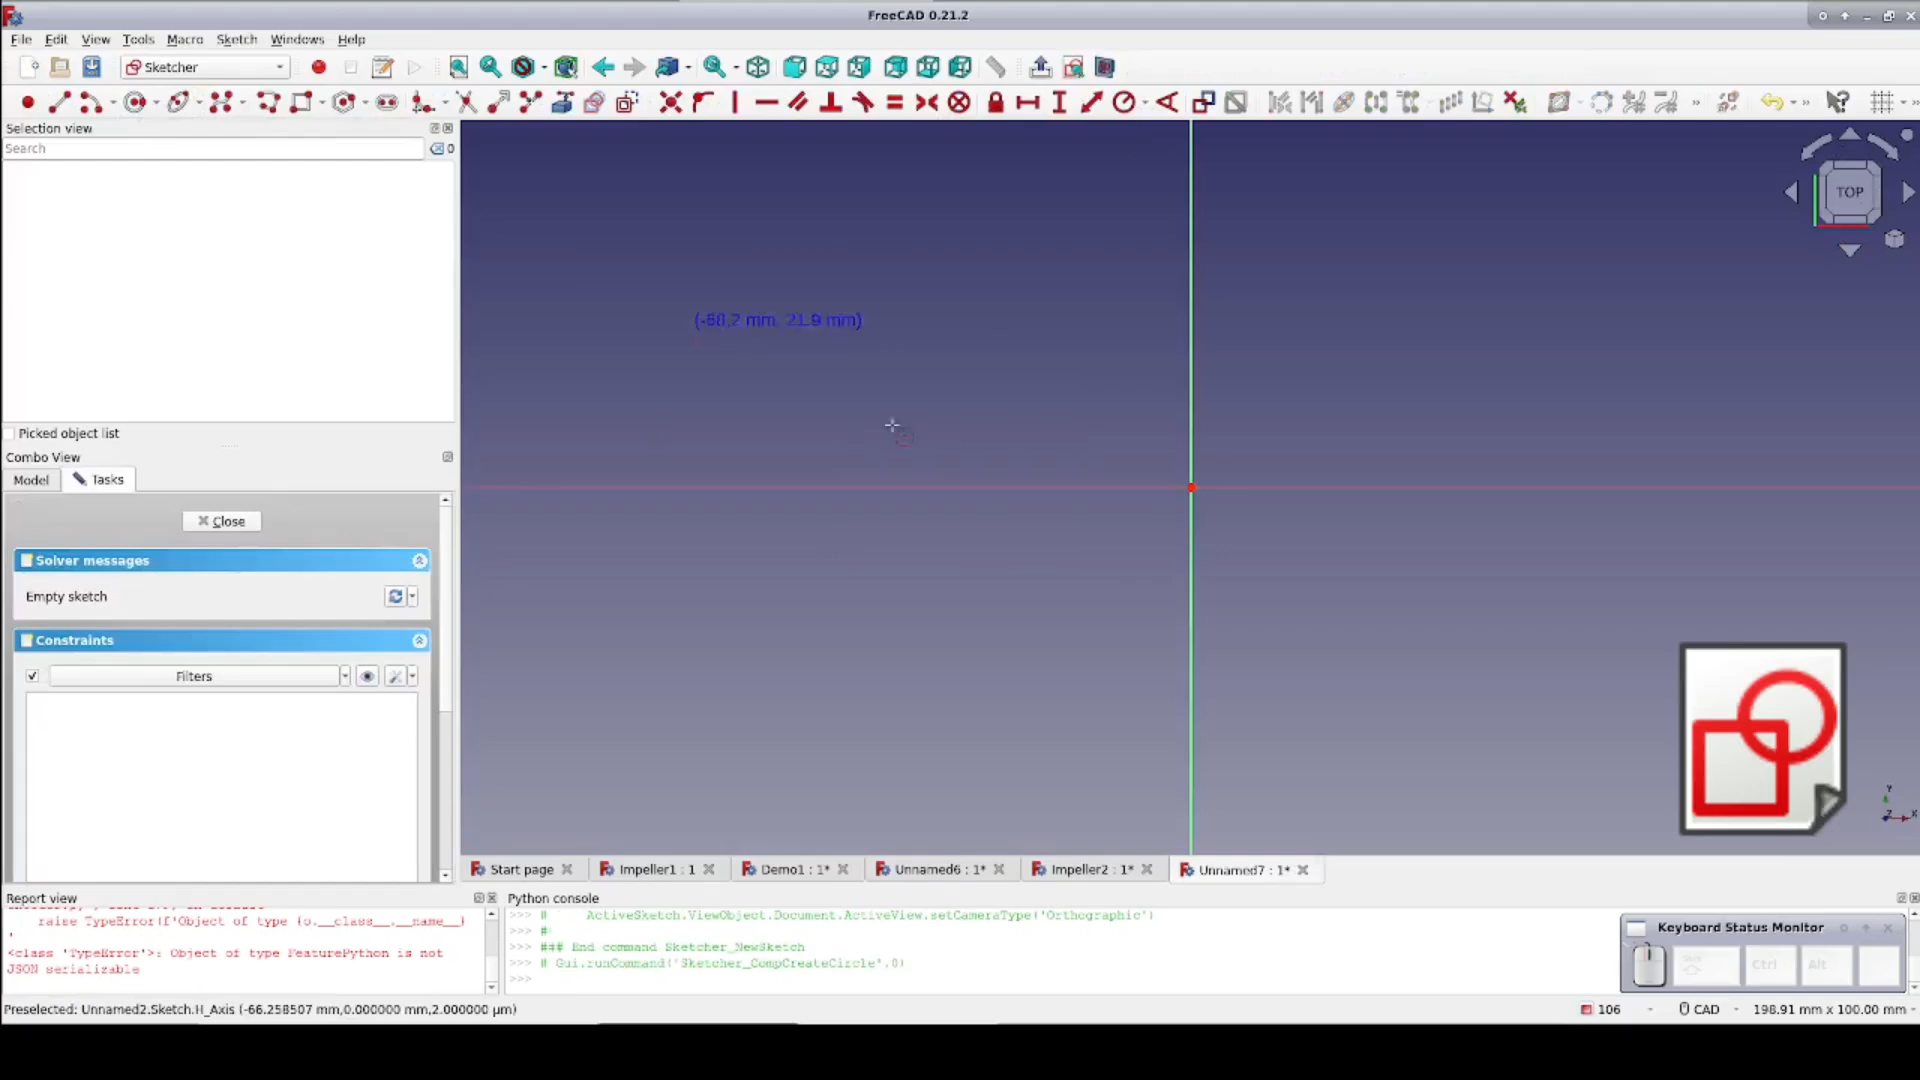 FreeCAD 0.21.2
File Edit View Tools Macro Sketch Windows Help
Sketcher
Selection view
Search
0
Picked object list
Combo View
Model Tasks
Close
Solver messages
Empty sketch
Constraints
Filters
(-68,2 mm, 21.9 mm)
TOP
Y
Z
X
Start page Impeller1 : 1 Demo1 : 1* Unnamed6 : 1* Impeller2 : 1* Unnamed7 : 1*
Report view
raise TypeError(f'Object of type {o.__class__.__name__}
'
<class 'TypeError'>: Object of type FeaturePython is not
JSON serializable
Python console
>>> # ActiveSketch.ViewObject.Document.ActiveView.setCameraType('Orthographic')
>>> #
>>> ### End command Sketcher_NewSketch
>>> # Gui.runCommand('Sketcher_CompCreateCircle',0)
>>>
Keyboard Status Monitor
Ctrl Alt
Preselected: Unnamed2.Sketch.H_Axis (-66.258507 mm,0.000000 mm,2.000000 µm)
106 CAD 198.91 mm x 100.00 mm